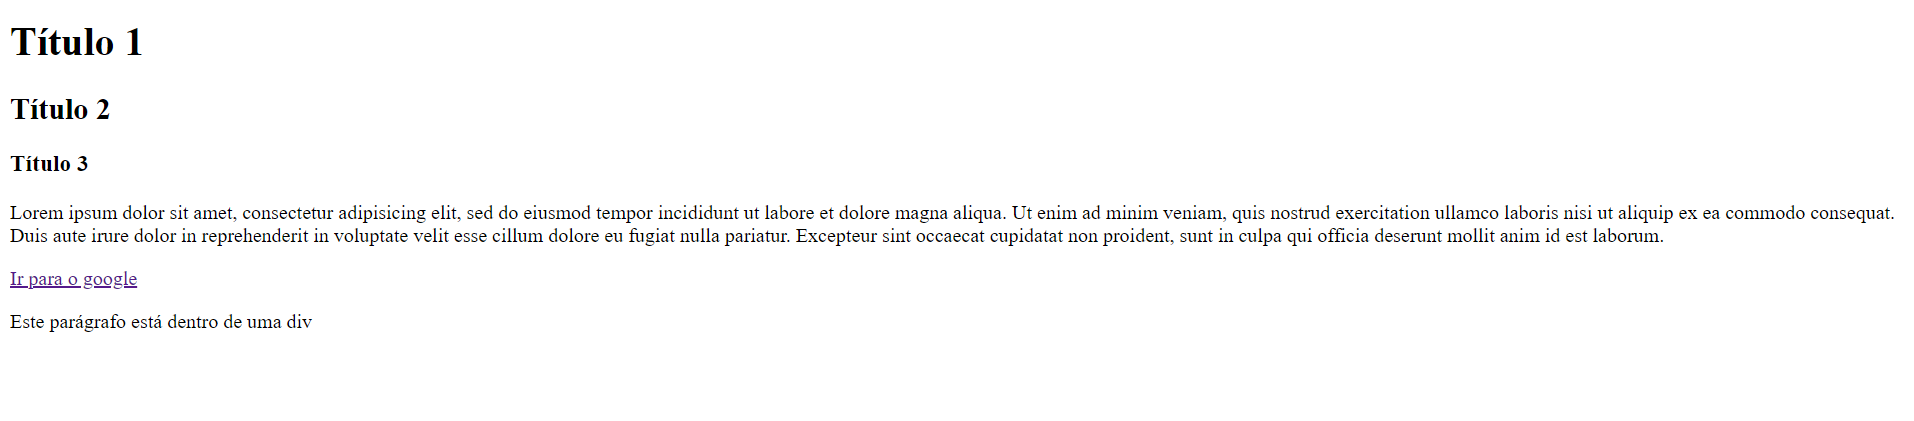 Título 1
Título 2
Título 3
Lorem ipsum dolor sit amet, consectetur adipisicing elit, sed do eiusmod tempor incididunt ut labore et dolore magna aliqua. Ut enim ad minim veniam, quis nostrud exercitation ullamco laboris nisi ut aliquip ex ea commodo consequat.
Duis aute irure dolor in reprehenderit in voluptate velit esse cillum dolore eu fugiat nulla pariatur. Excepteur sint occaecat cupidatat non proident, sunt in culpa qui officia deserunt mollit anim id est laborum.
Ir para o google
Este parágrafo está dentro de uma div